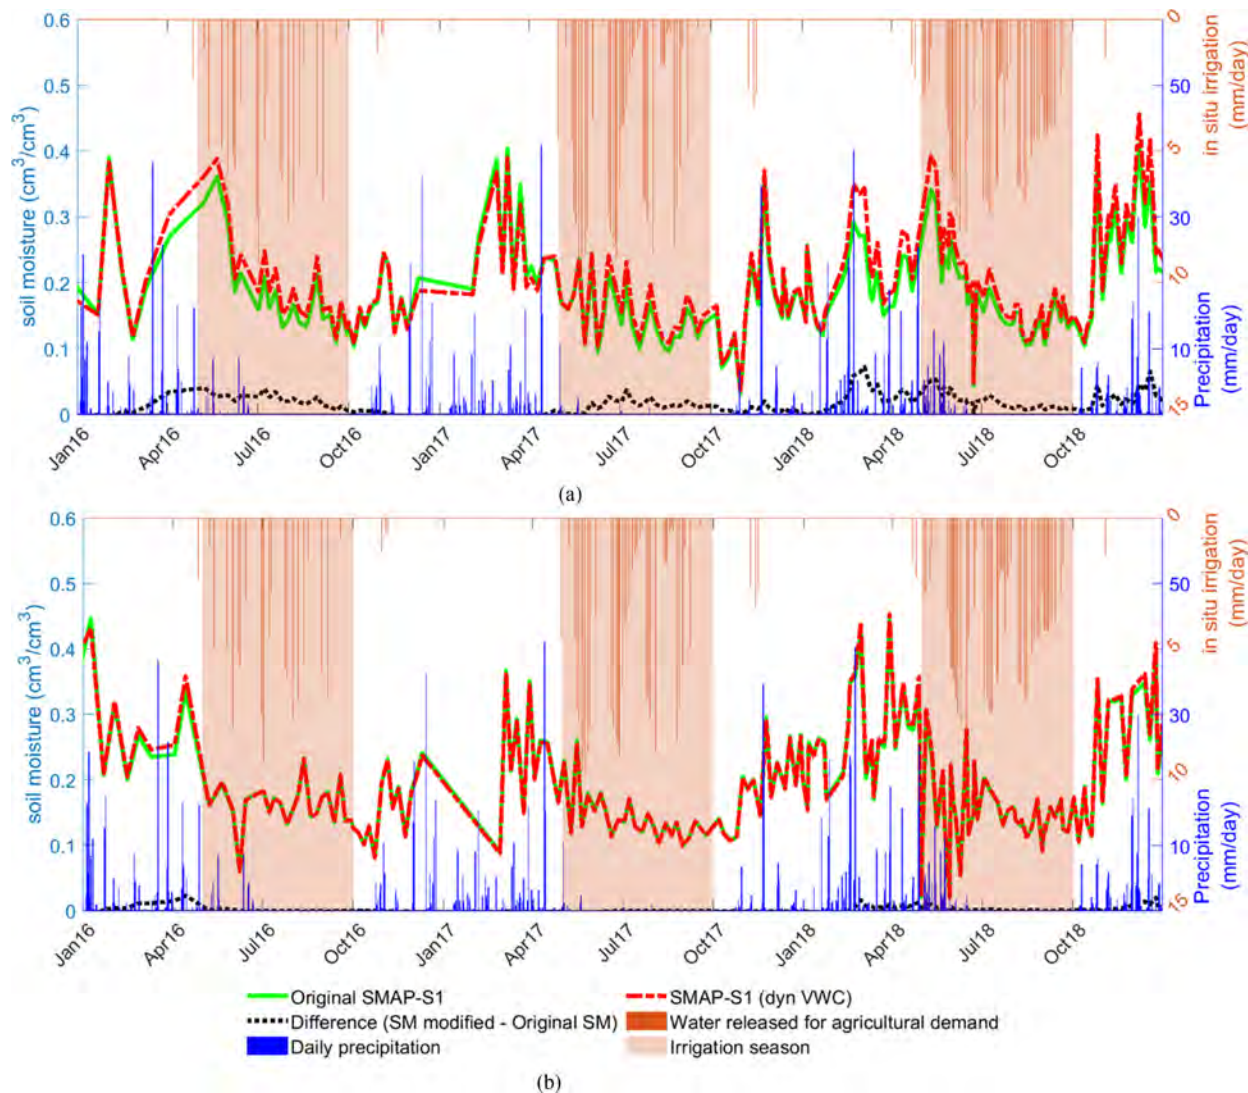 0.6
0.5
0.4
0.3
0.2
0.1
0
soil moisture (cm³/cm³)
0
5
10
15
in situ irrigation
(mm/day)
50
30
10
Precipitation
(mm/day)
Jan16
Apr16
Jul16
Oct16
Jan17
Apr17
Jul17
Oct17
Jan18
Apr18
Jul18
Oct18
(a)
0.6
0.5
0.4
0.3
0.2
0.1
0
soil moisture (cm³/cm³)
0
5
10
15
in situ irrigation
(mm/day)
50
30
10
Precipitation
(mm/day)
Jan16
Apr16
Jul16
Oct16
Jan17
Apr17
Jul17
Oct17
Jan18
Apr18
Jul18
Oct18
Original SMAP-S1
SMAP-S1 (dyn VWC)
Difference (SM modified - Original SM)
Water released for agricultural demand
Daily precipitation
Irrigation season
(b)